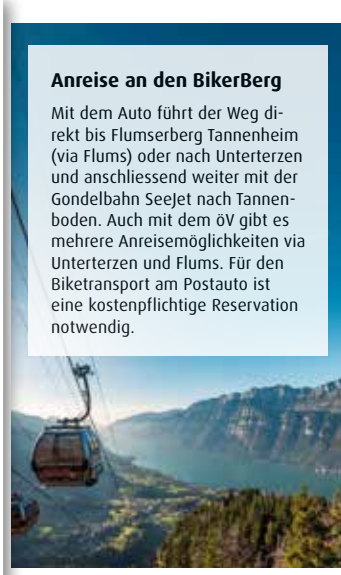 Anreise an den BikerBerg
Mit dem Auto führt der Weg di-
rekt bis Flumserberg Tannenheim
(via Flums) oder nach Unterterzen
und anschliessend weiter mit der
Gondelbahn SeeJet nach Tannen-
boden. Auch mit dem öV gibt es
mehrere Anreisemöglichkeiten via
Unterterzen und Flums. Für den
Biketransport am Postauto ist
eine kostenpflichtige Reservation
notwendig.